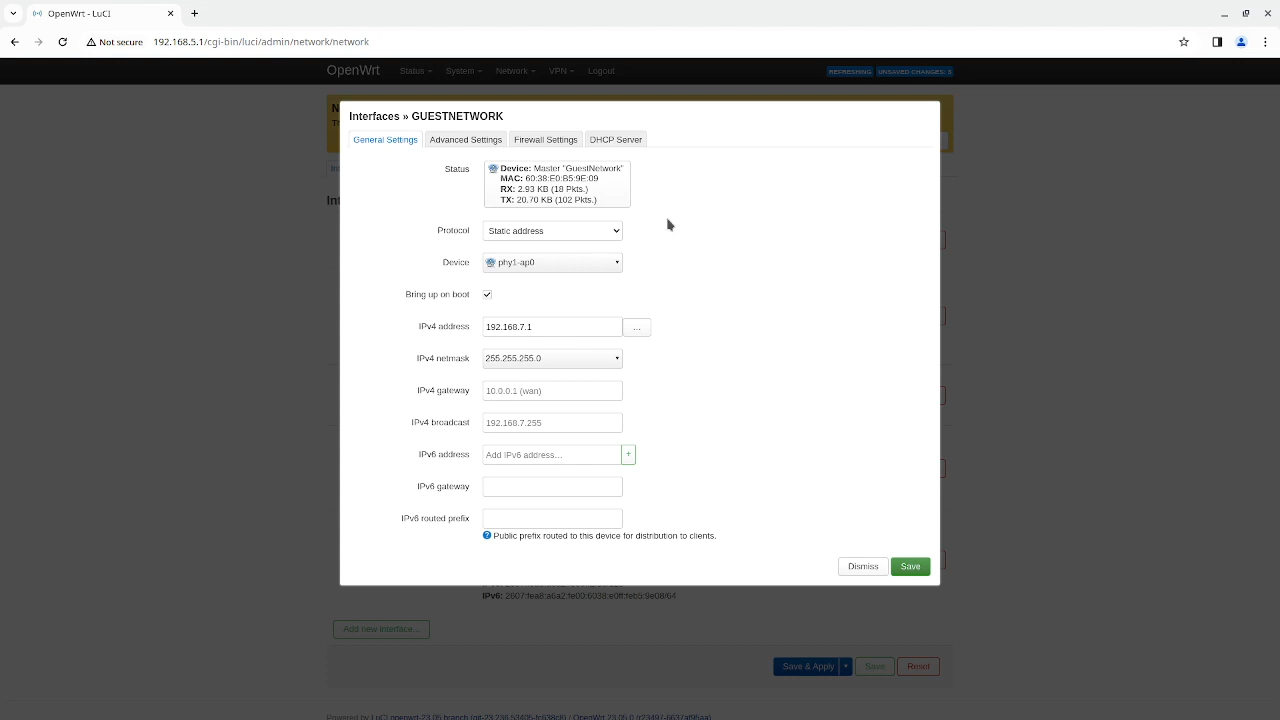 OpenWrt - LuCI
Not secure
192.168.5.1/cgi-bin/luci/admin/network/network
OpenWrt
Status
System
Network
VPN
Logout
REFRESHING
UNSAVED CHANGES: 3
Interfaces » GUESTNETWORK
General Settings
Advanced Settings
Firewall Settings
DHCP Server
Status
Device: Master "GuestNetwork"
MAC: 60:38:E0:B5:9E:09
RX: 2.93 KB (18 Pkts.)
TX: 20.70 KB (102 Pkts.)
Protocol
Static address
Device
phy1-ap0
Bring up on boot
IPv4 address
192.168.7.1
...
IPv4 netmask
255.255.255.0
IPv4 gateway
10.0.0.1 (wan)
IPv4 broadcast
192.168.7.255
IPv6 address
Add IPv6 address…
+
IPv6 gateway
IPv6 routed prefix
Public prefix routed to this device for distribution to clients.
Dismiss
Save
IPv6: 2607:fea8:a6a2:fe00:6038:e0ff:feb5:9e08/64
Add new interface...
Save & Apply
Save
Reset
Powered by LuCI openwrt-23.05 branch